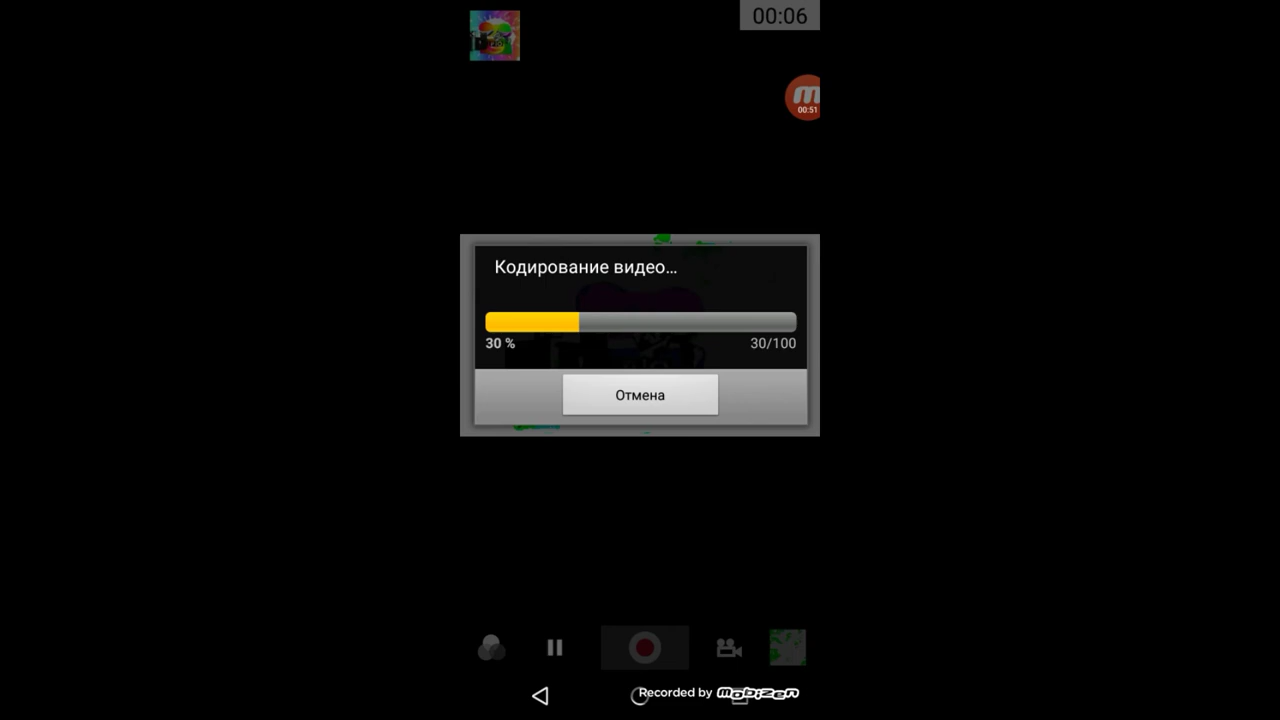 00:06
00:51
Кодирование видео...
30 %
30/100
Отмена
Recorded by mobizen